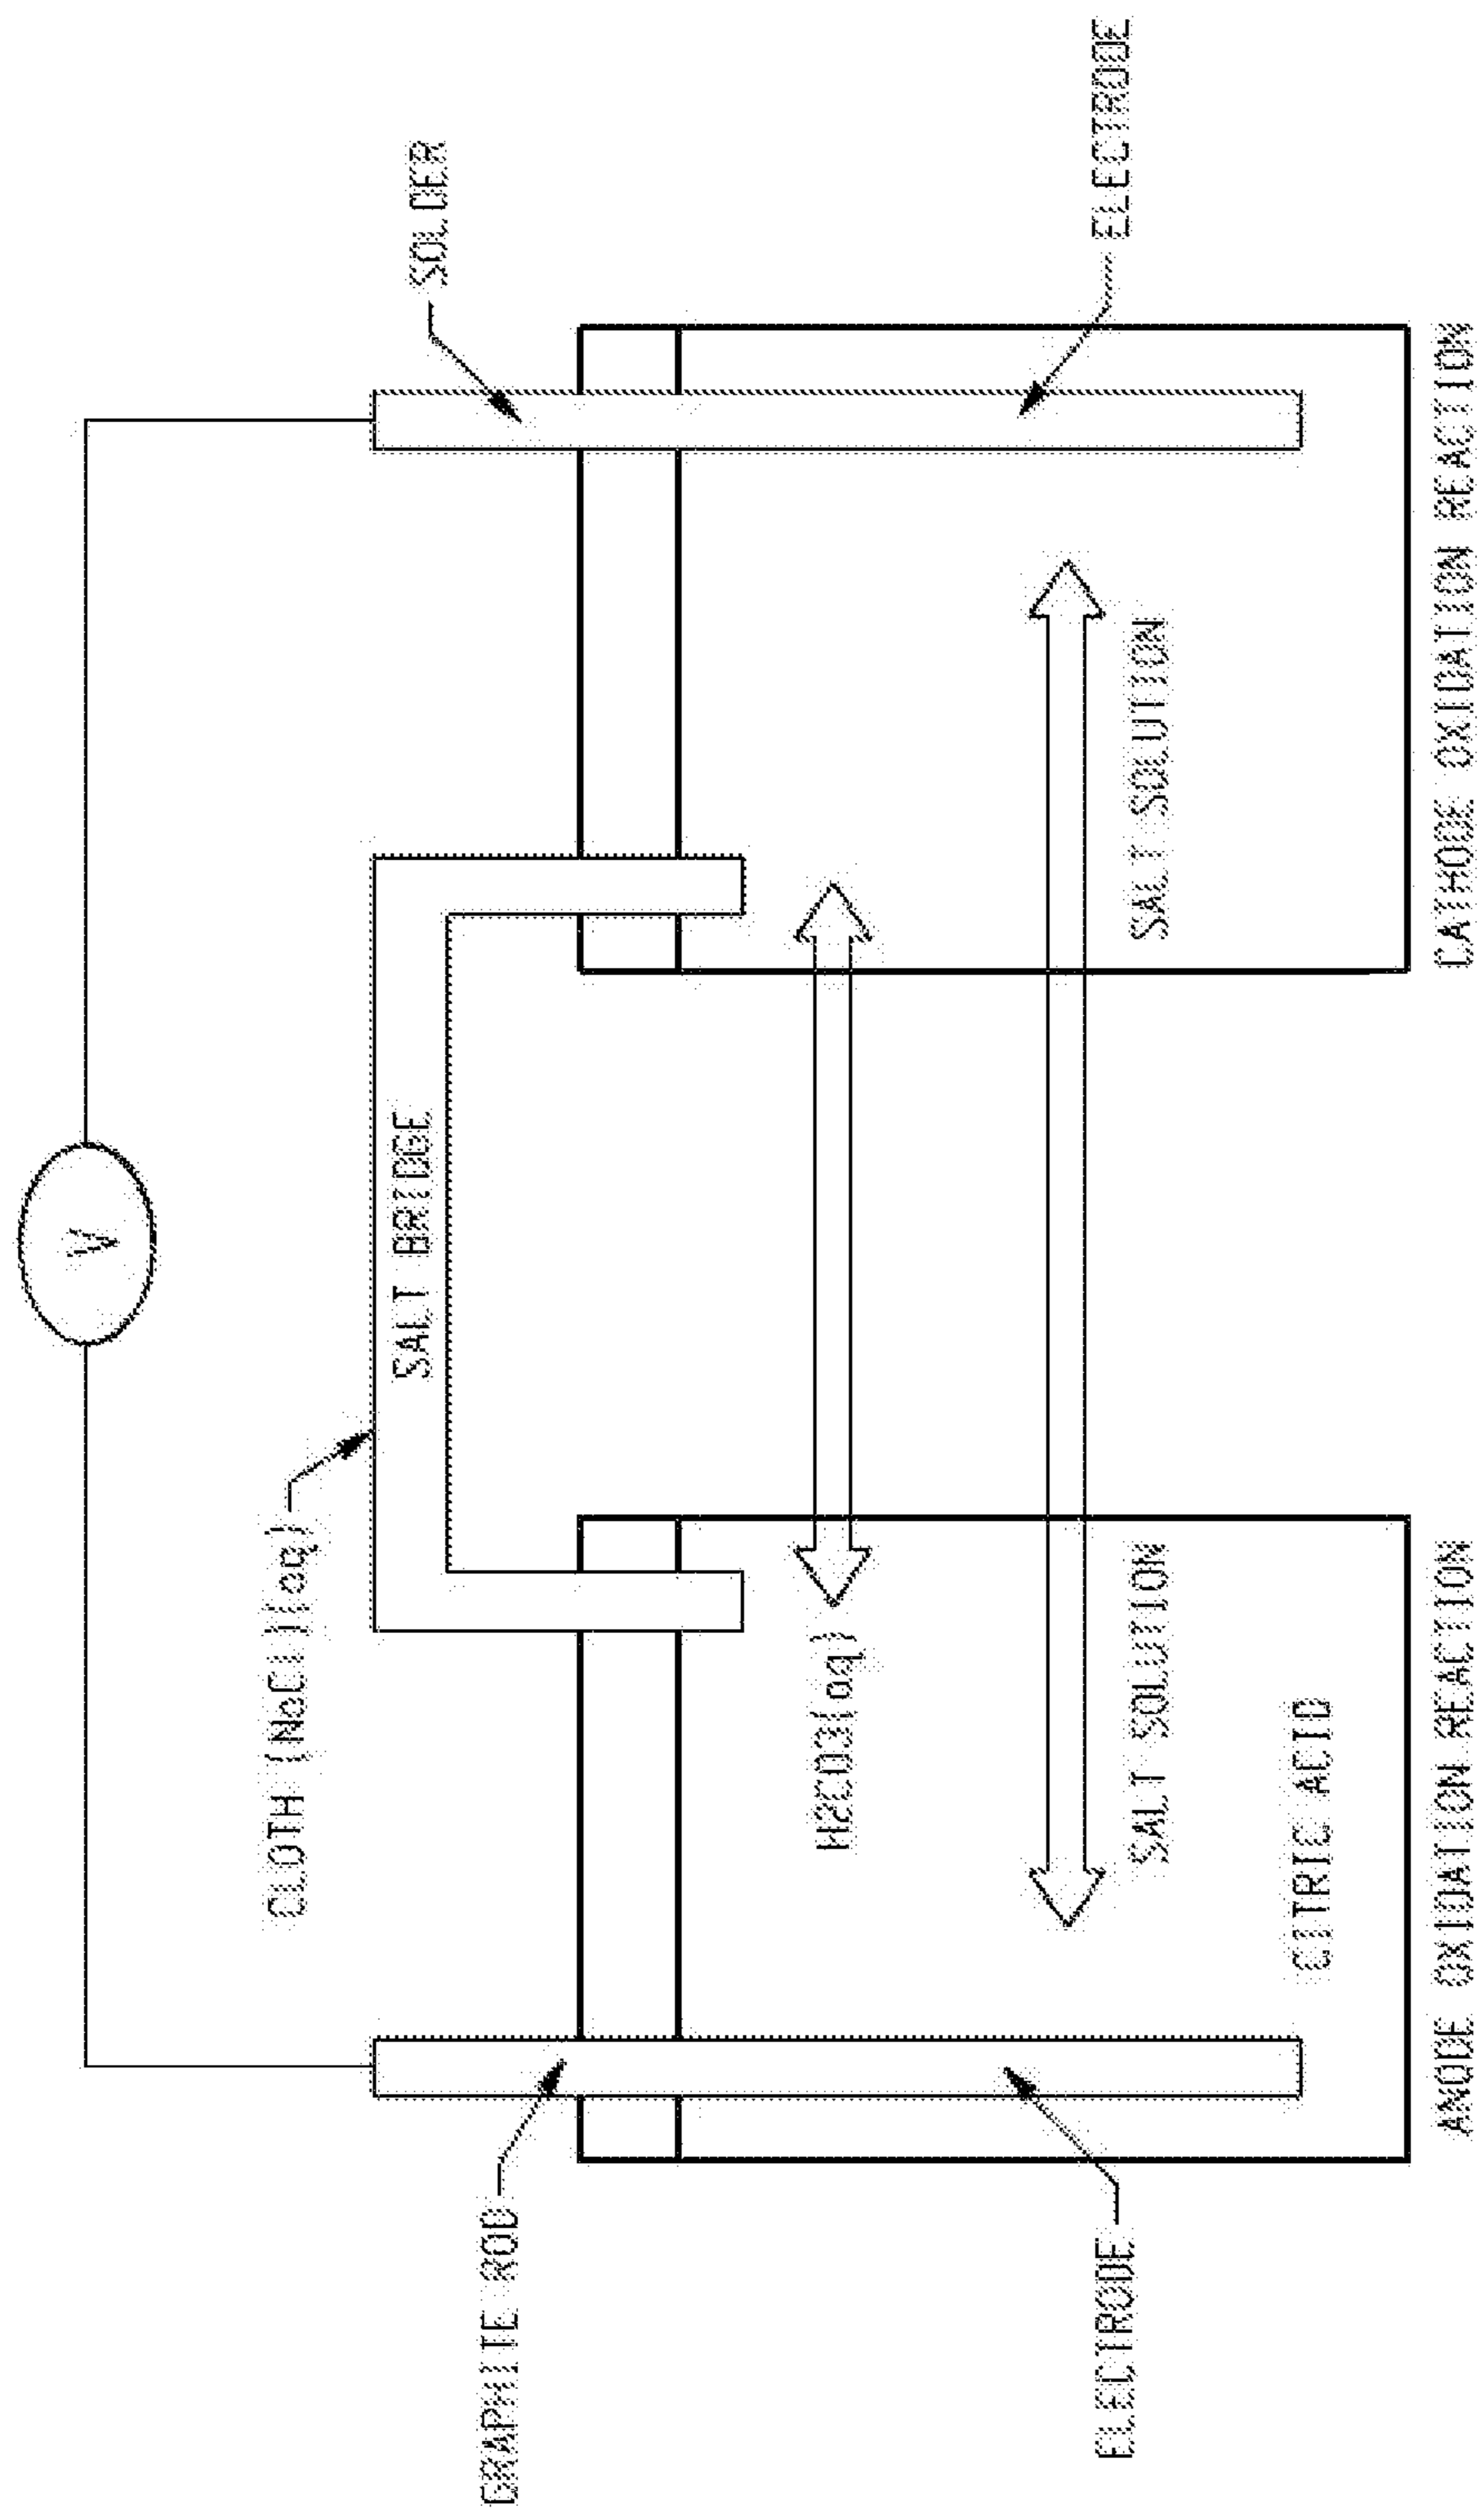 V
CLOTH (NaCl)(aq)
SALT BRIDGE
SOLDER
GRAPHITE ROD
H2CO3(aq)
ELECTRODE
ELECTRODE
SALT SOLUTION
SALT SOLUTION
CITRIC ACID
ANODE OXIDATION REACTION
CATHODE OXIDATION REACTION